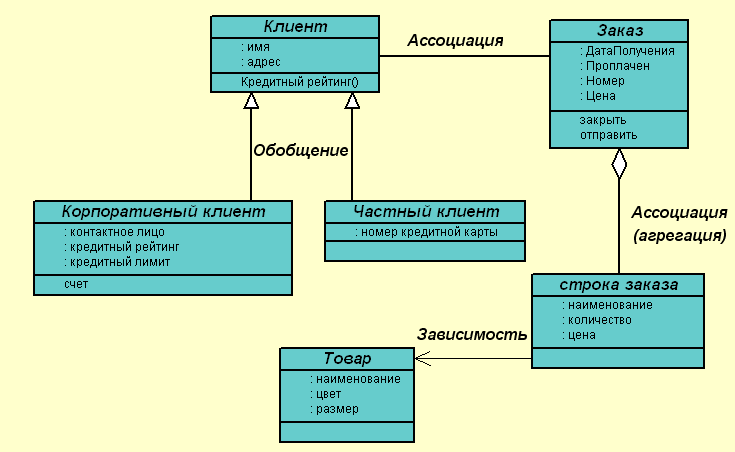 Клиент
: имя
: адрес
Кредитный рейтинг()
Ассоциация
Заказ
: ДатаПолучения
: Проплачен
: Номер
: Цена
закрыть
отправить
Обобщение
Корпоративный клиент
: контактное лицо
: кредитный рейтинг
: кредитный лимит
счет
Частный клиент
: номер кредитной карты
Ассоциация
(агрегация)
строка заказа
: наименование
: количество
: цена
Зависимость
Товар
: наименование
: цвет
: размер